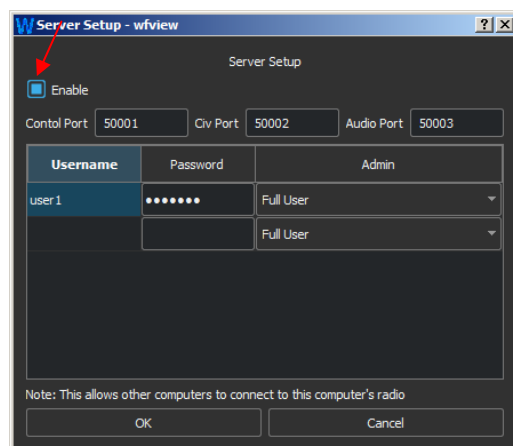 Server Setup - wfview
Server Setup
Enable
Contol Port 50001 Civ Port 50002 Audio Port 50003
Username Password Admin
user1 ●●●●●●● Full User
Full User
Note: This allows other computers to connect to this computer's radio
OK Cancel